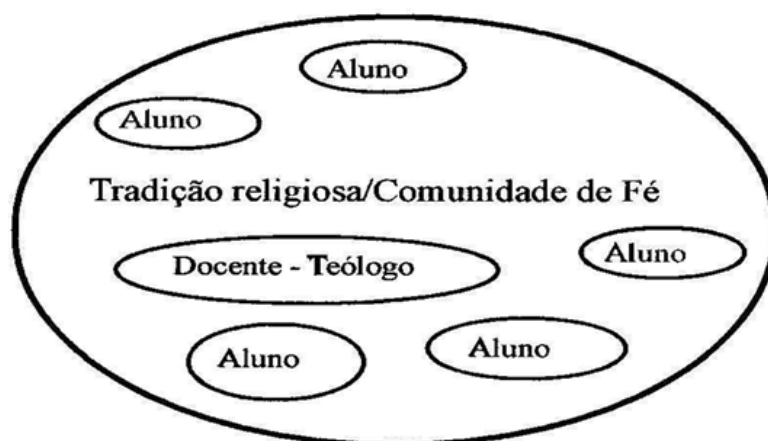 Aluno
Aluno
Tradição religiosa/Comunidade de Fé
Aluno
Docente - Teólogo
Aluno
Aluno